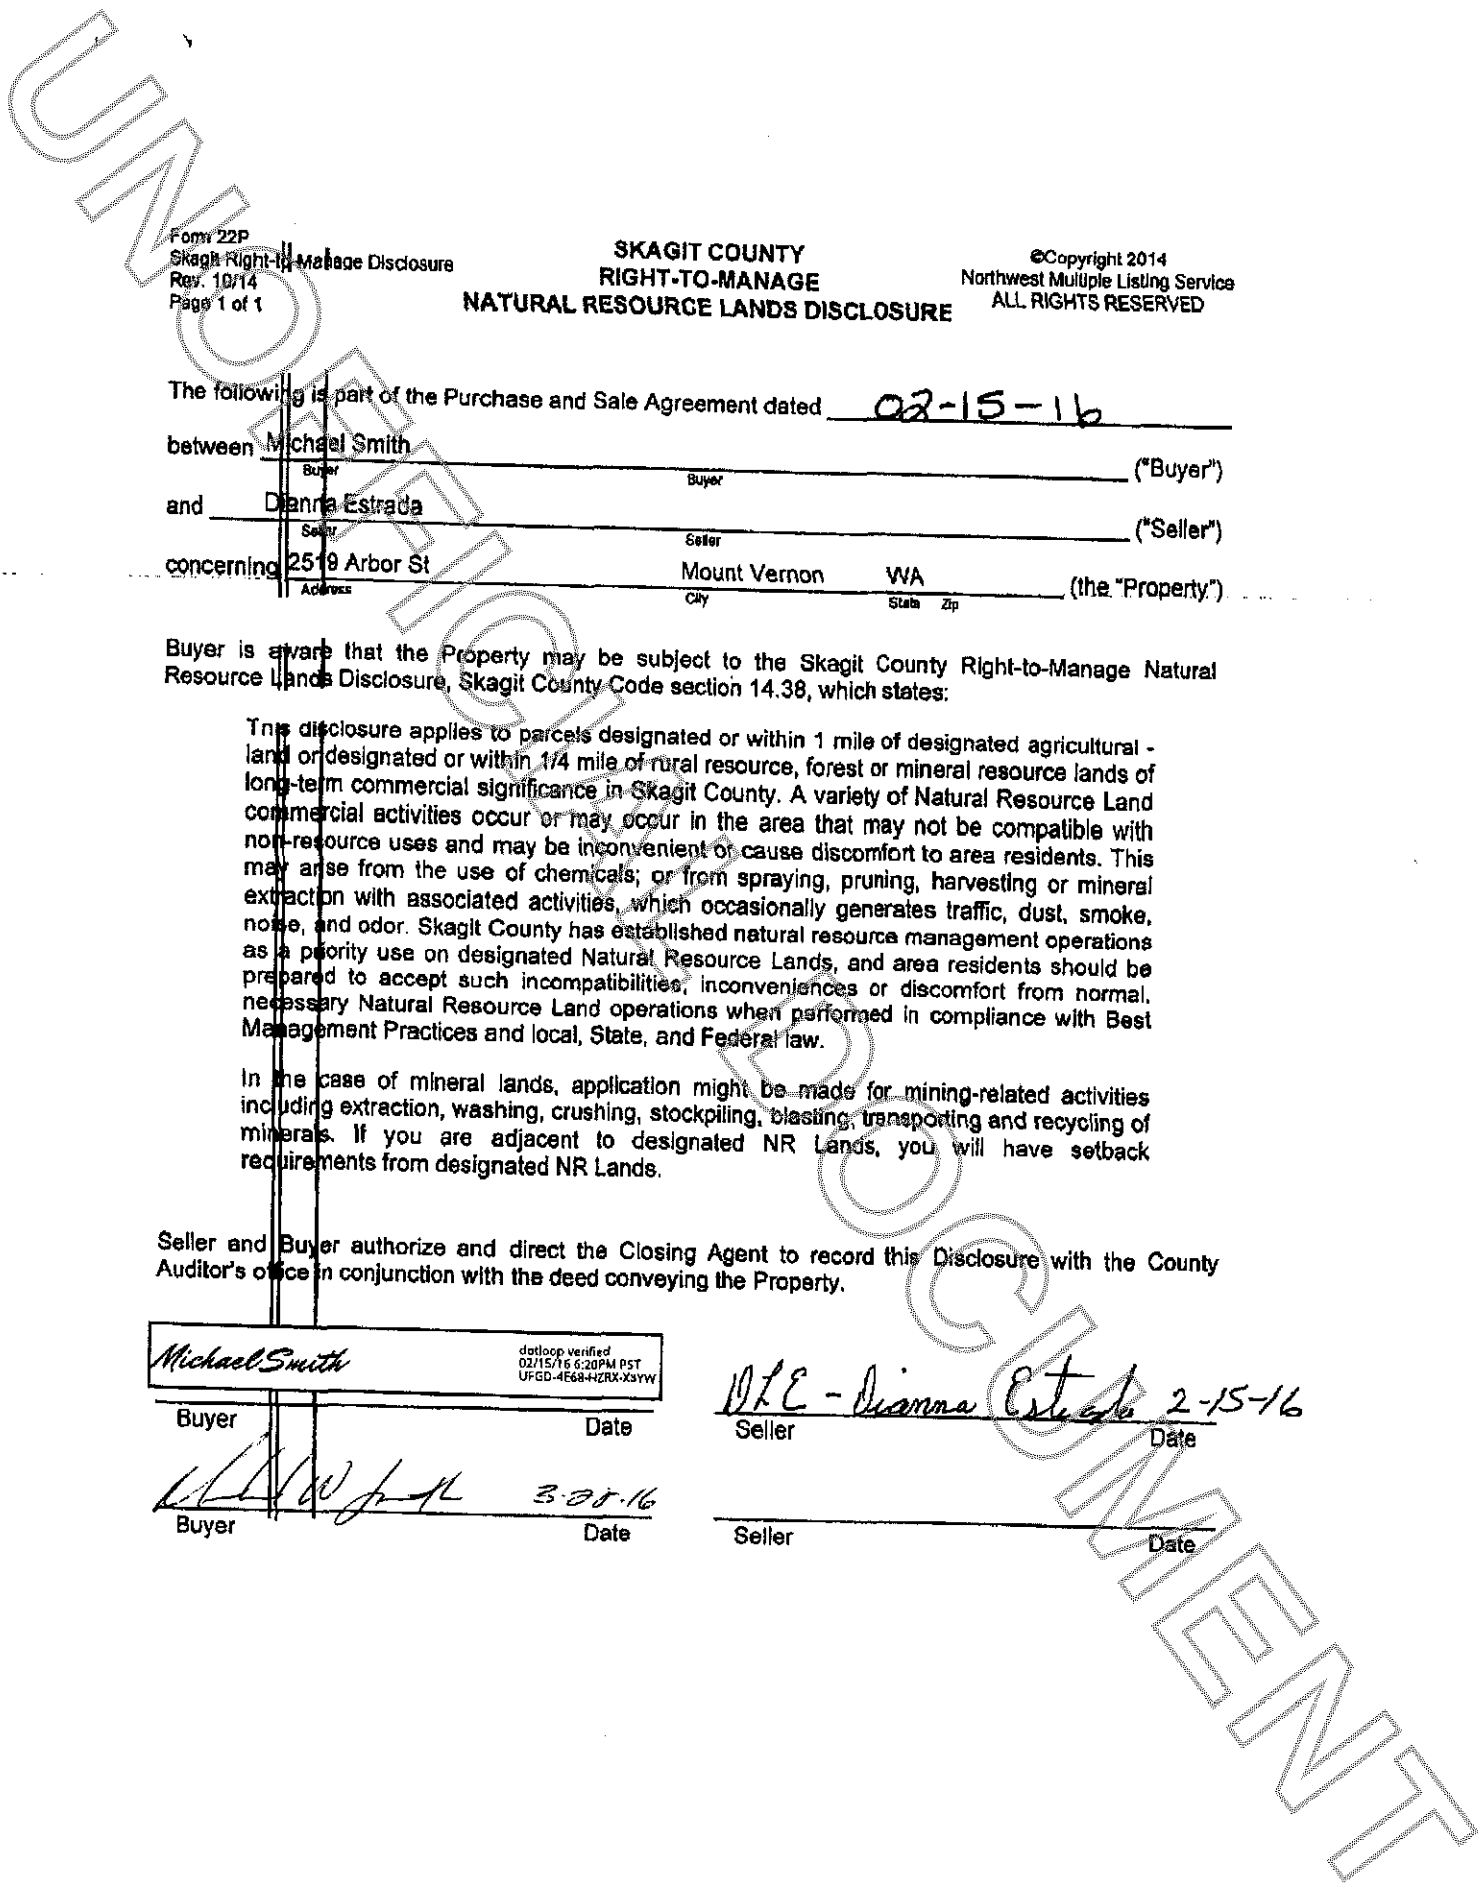 Form 22P
Skagit Right-to-Manage Disclosure
Rev. 10/14
Page 1 of 1
SKAGIT COUNTY
RIGHT-TO-MANAGE
NATURAL RESOURCE LANDS DISCLOSURE
©Copyright 2014
Northwest Multiple Listing Service
ALL RIGHTS RESERVED
The following is part of the Purchase and Sale Agreement dated 02-15-16
between Michael Smith ("Buyer")
Buyer Buyer
and Dianna Estrada ("Seller")
Seller Seller
concerning 2519 Arbor St Mount Vernon WA (the "Property")
Address City State Zip
Buyer is aware that the Property may be subject to the Skagit County Right-to-Manage Natural
Resource Lands Disclosure, Skagit County Code section 14.38, which states:
This disclosure applies to parcels designated or within 1 mile of designated agricultural -
land or designated or within 1/4 mile of rural resource, forest or mineral resource lands of
long-term commercial significance in Skagit County. A variety of Natural Resource Land
commercial activities occur or may occur in the area that may not be compatible with
non-resource uses and may be inconvenient or cause discomfort to area residents. This
may arise from the use of chemicals; or from spraying, pruning, harvesting or mineral
extraction with associated activities, which occasionally generates traffic, dust, smoke,
noise, and odor. Skagit County has established natural resource management operations
as a priority use on designated Natural Resource Lands, and area residents should be
prepared to accept such incompatibilities, inconveniences or discomfort from normal,
necessary Natural Resource Land operations when performed in compliance with Best
Management Practices and local, State, and Federal law.
In the case of mineral lands, application might be made for mining-related activities
including extraction, washing, crushing, stockpiling, blasting, transporting and recycling of
minerals. If you are adjacent to designated NR Lands, you will have setback
requirements from designated NR Lands.
Seller and Buyer authorize and direct the Closing Agent to record this Disclosure with the County
Auditor's office in conjunction with the deed conveying the Property.
Michael Smith
dotloop verified
02/15/16 6:20PM PST
UFGD-4E68-HZRX-XSYW
Buyer Date
DLE - Dianna Estrada 2-15-16
Seller Date
3-28-16
Buyer Date
Seller Date
UNOFFICIAL DOCUMENT